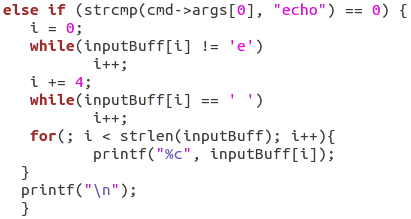 else if (strcmp(cmd->args[0], "echo") == 0) {
i = 0;
while(inputBuff[i] != 'e')
i++;
i += 4;
while(inputBuff[i] == ' ')
i++;
for(; i < strlen(inputBuff); i++){
printf("%c", inputBuff[i]);
}
printf("\n");
}